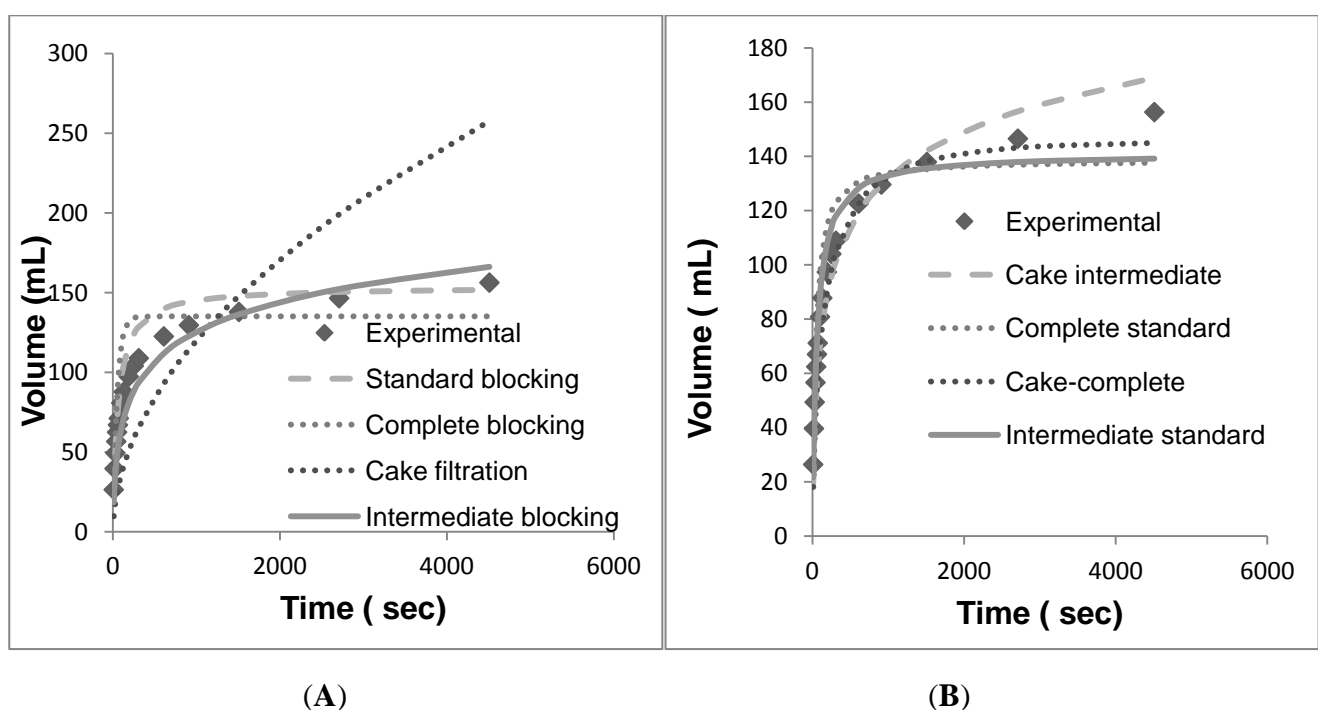 300
250
200
150
100
50
0
Volume (mL)
Experimental
Standard blocking
Complete blocking
Cake filtration
Intermediate blocking
0 2000 4000 6000
Time ( sec)
180
160
140
120
100
80
60
40
20
0
Volume ( mL)
Experimental
Cake intermediate
Complete standard
Cake-complete
Intermediate standard
0 2000 4000 6000
Time ( sec)
(A) (B)